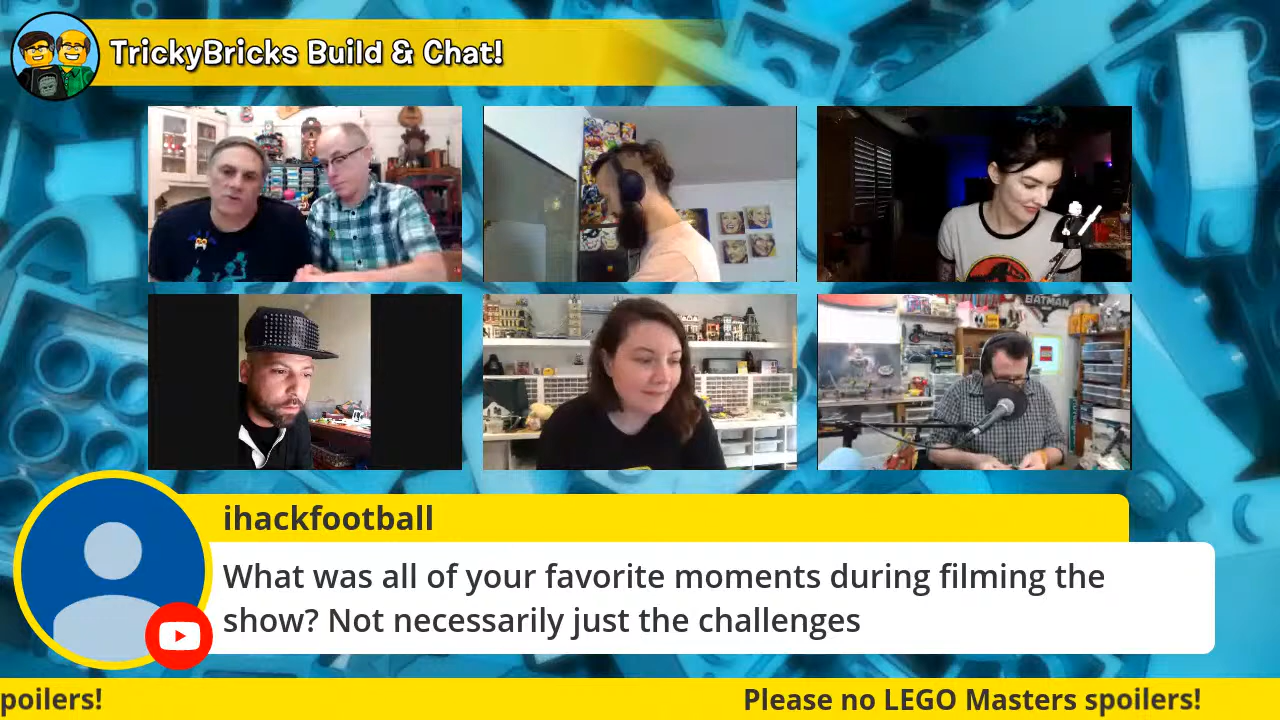 TrickyBricks Build & Chat!
BATMAN
ihackfootball
What was all of your favorite moments during filming the
show? Not necessarily just the challenges
poilers!
Please no LEGO Masters spoilers!